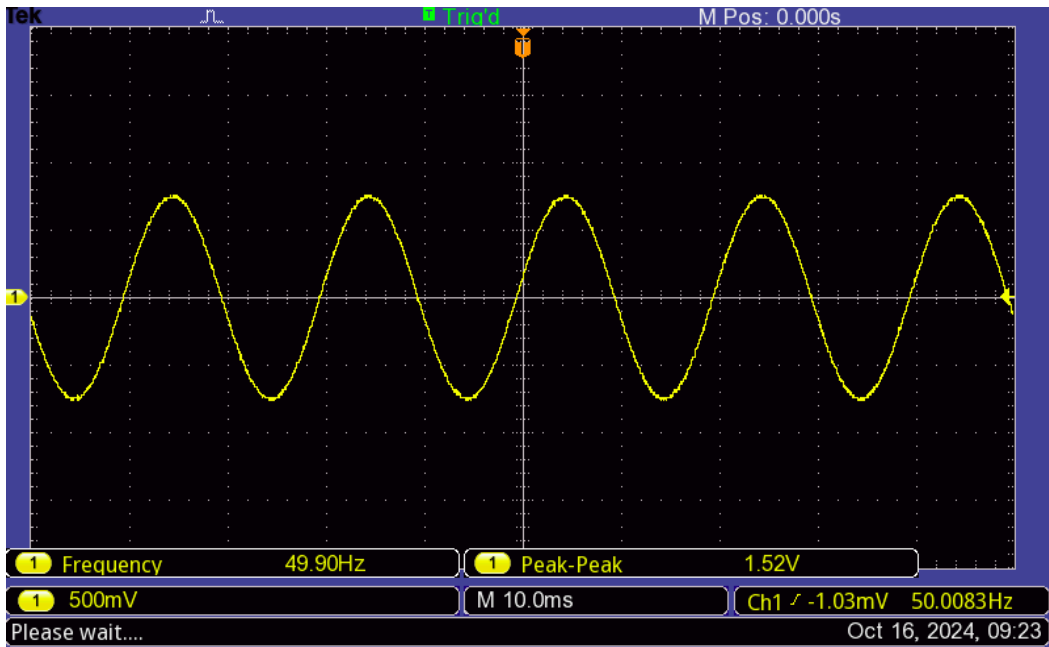 Tek T Trig'd M Pos: 0.000s
T
1
1 Frequency 49.90Hz 1 Peak-Peak 1.52V
1 500mV M 10.0ms Ch1 -1.03mV 50.0083Hz
Please wait.... Oct 16, 2024, 09:23